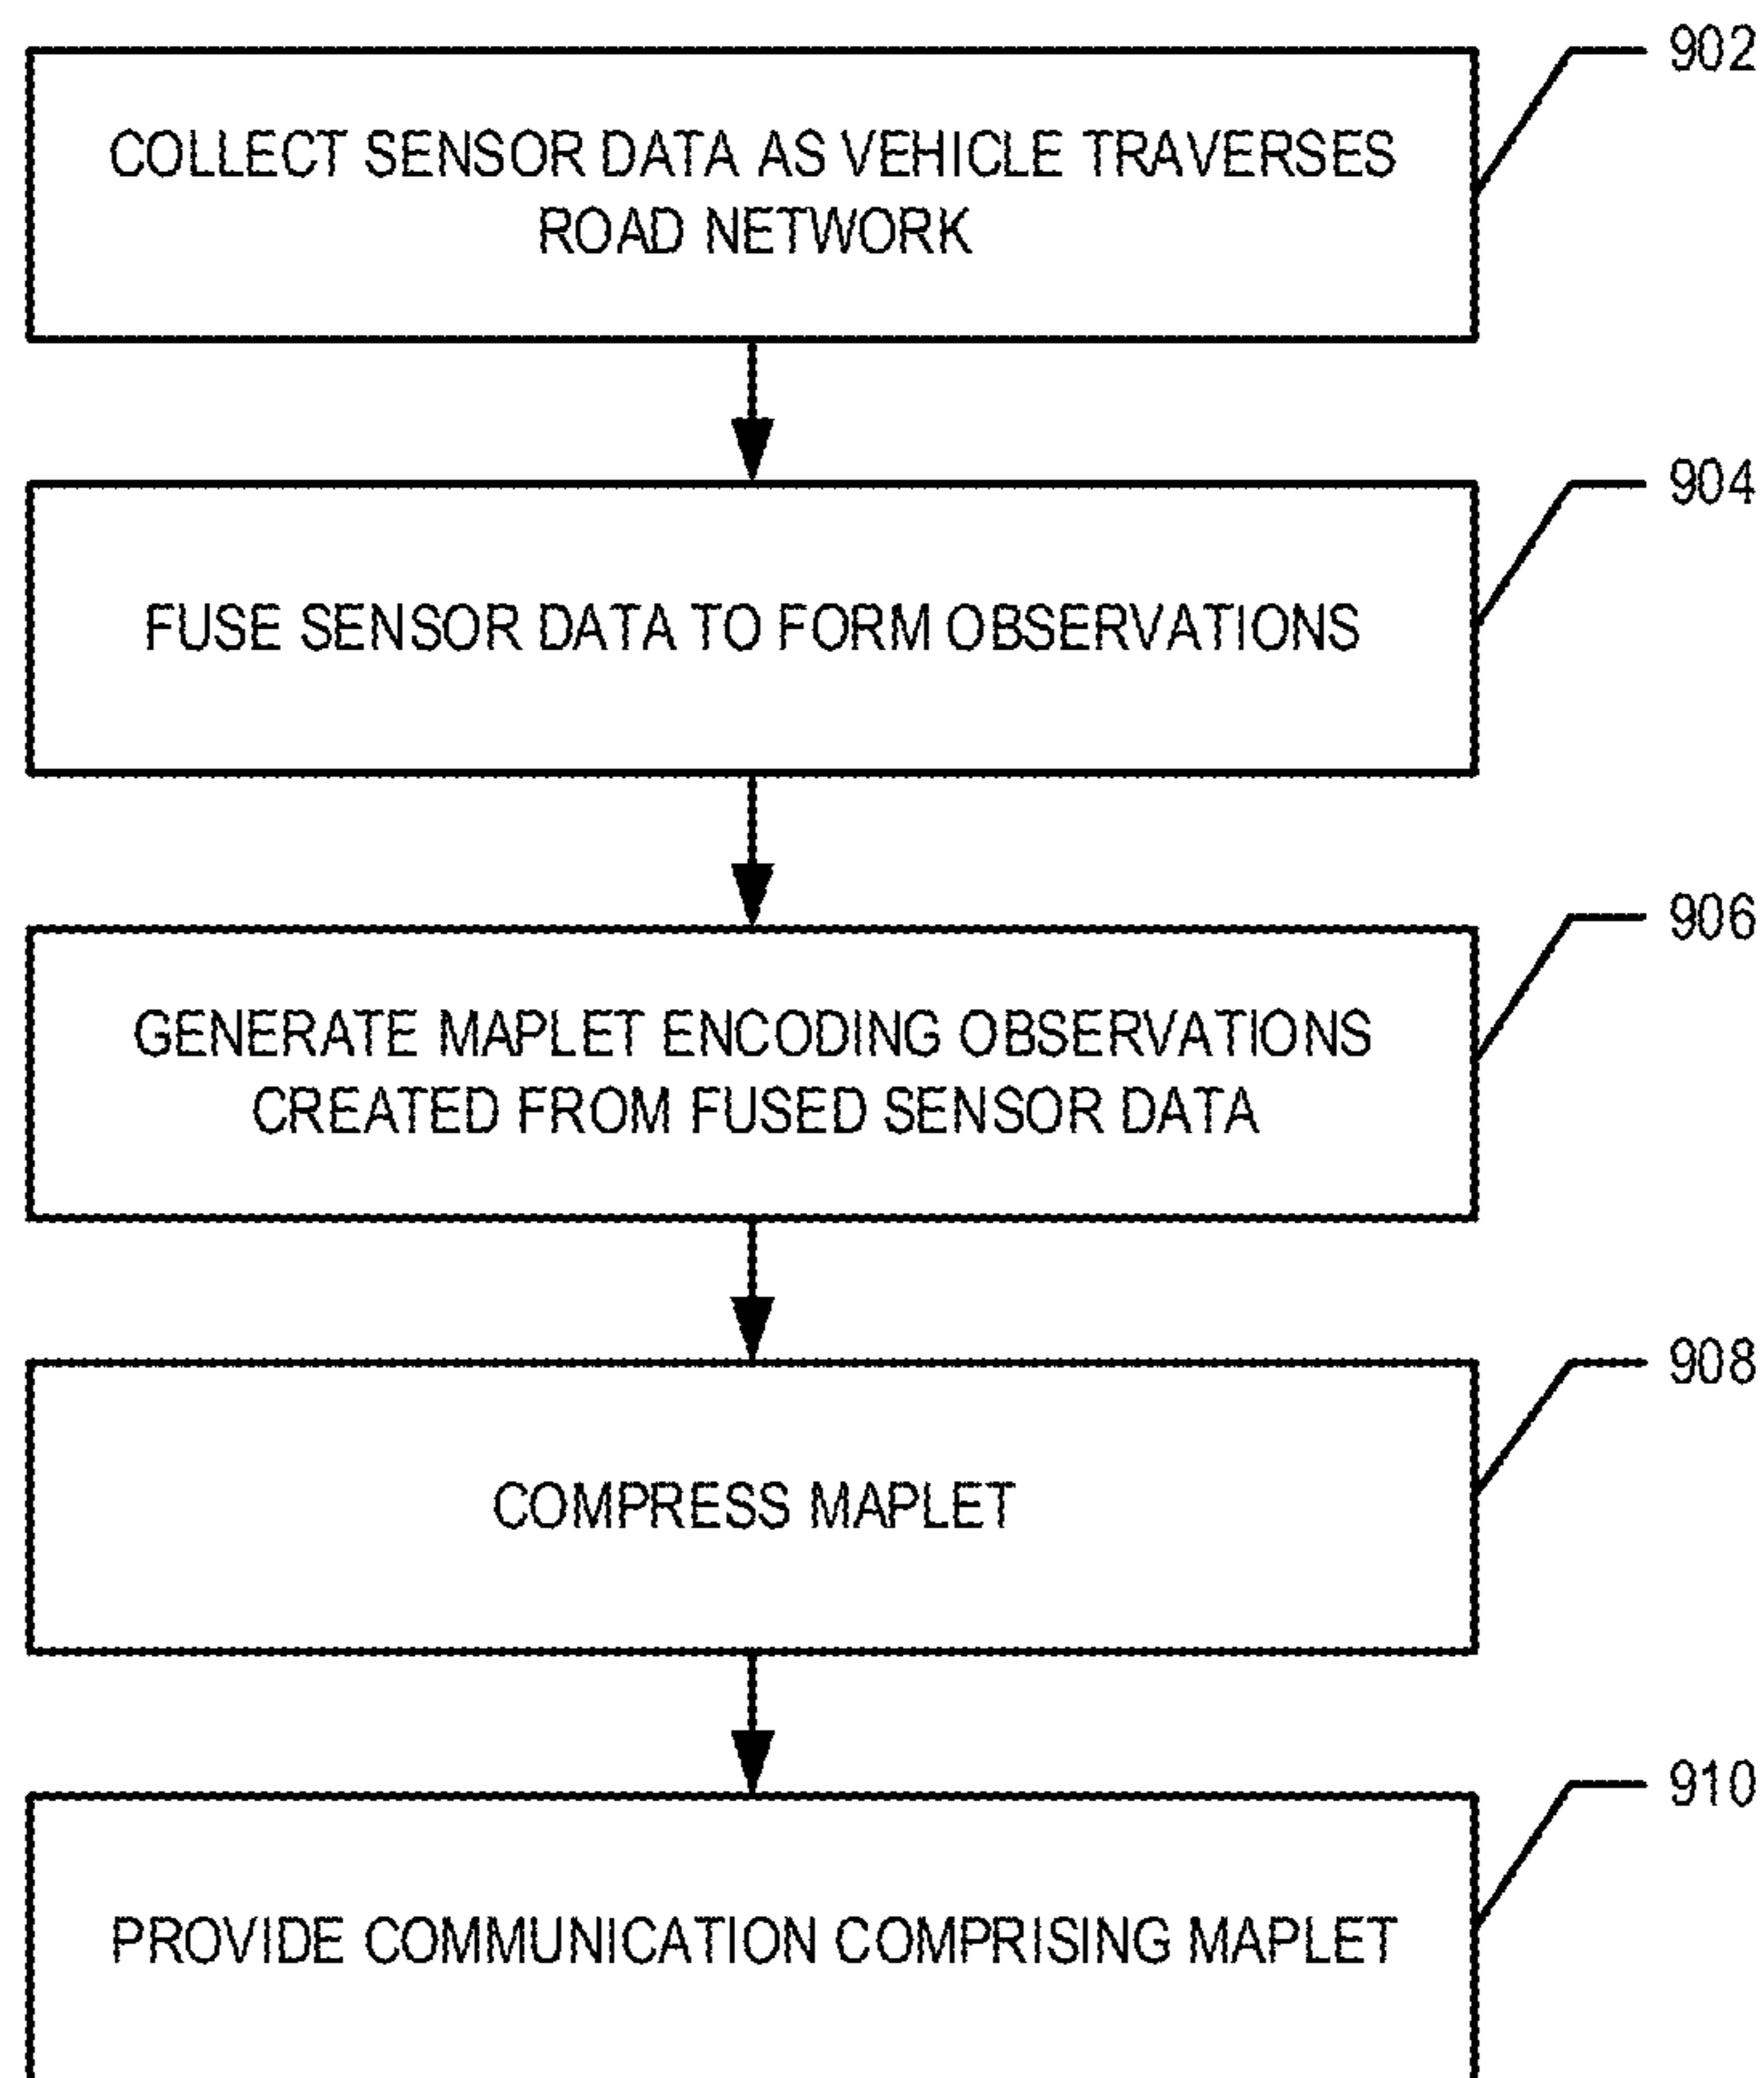 902
COLLECT SENSOR DATA AS VEHICLE TRAVERSES
ROAD NETWORK
904
FUSE SENSOR DATA TO FORM OBSERVATIONS
906
GENERATE MAPLET ENCODING OBSERVATIONS
CREATED FROM FUSED SENSOR DATA
908
COMPRESS MAPLET
910
PROVIDE COMMUNICATION COMPRISING MAPLET